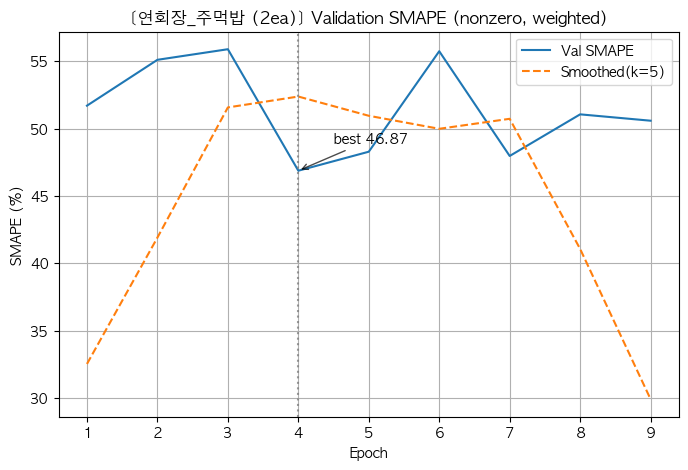 [연회장_주먹밥 (2ea)] Validation SMAPE (nonzero, weighted)
Val SMAPE
Smoothed(k=5)
best 46.87
SMAPE (%)
55
50
45
40
35
30
1 2 3 4 5 6 7 8 9
Epoch